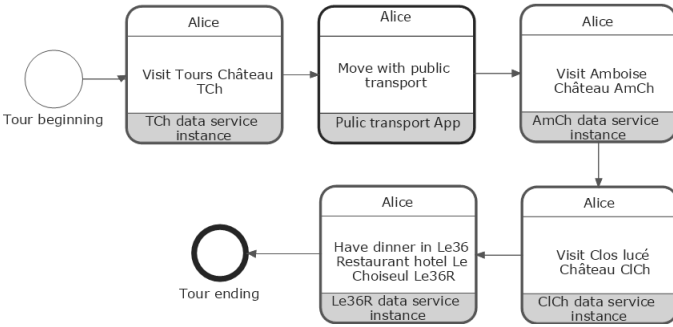 Alice
Visit Tours Château
TCh
TCh data service
instance
Alice
Move with public
transport
Pulic transport App
Alice
Visit Amboise
Château AmCh
AmCh data service
instance
Tour beginning
Alice
Have dinner in Le36
Restaurant hotel Le
Choiseul Le36R
Le36R data service
instance
Alice
Visit Clos lucé
Château ClCh
ClCh data service
instance
Tour ending